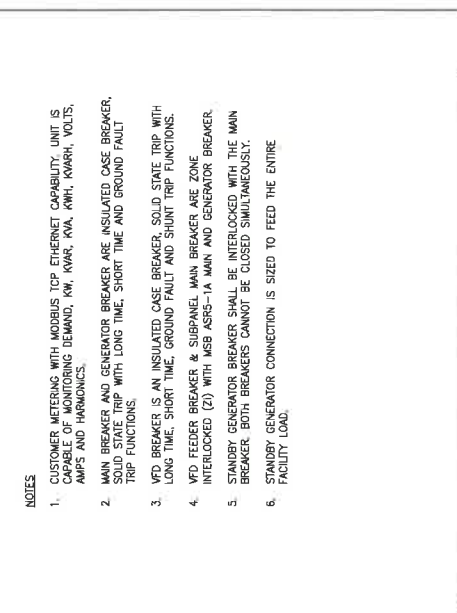 NOTES
1. CUSTOMER METERING WITH MODBUS TCP ETHERNET CAPABILITY. UNIT IS
CAPABLE OF MONITORING DEMAND, KW, KVAR, KVA, KWH, KVARH, VOLTS,
AMPS AND HARMONICS.
2. MAIN BREAKER AND GENERATOR BREAKER ARE INSULATED CASE BREAKER,
SOLID STATE TRIP WITH LONG TIME, SHORT TIME AND GROUND FAULT
TRIP FUNCTIONS.
3. VFD BREAKER IS AN INSULATED CASE BREAKER, SOLID STATE TRIP WITH
LONG TIME, SHORT TIME, GROUND FAULT AND SHUNT TRIP FUNCTIONS.
4. VFD FEEDER BREAKER & SUBPANEL MAIN BREAKER ARE ZONE
INTERLOCKED (ZI) WITH MSB ASR5-1A MAIN AND GENERATOR BREAKER.
5. STANDBY GENERATOR BREAKER SHALL BE INTERLOCKED WITH THE MAIN
BREAKER. BOTH BREAKERS CANNOT BE CLOSED SIMULTANEOUSLY.
6. STANDBY GENERATOR CONNECTION IS SIZED TO FEED THE ENTIRE
FACILITY LOAD.